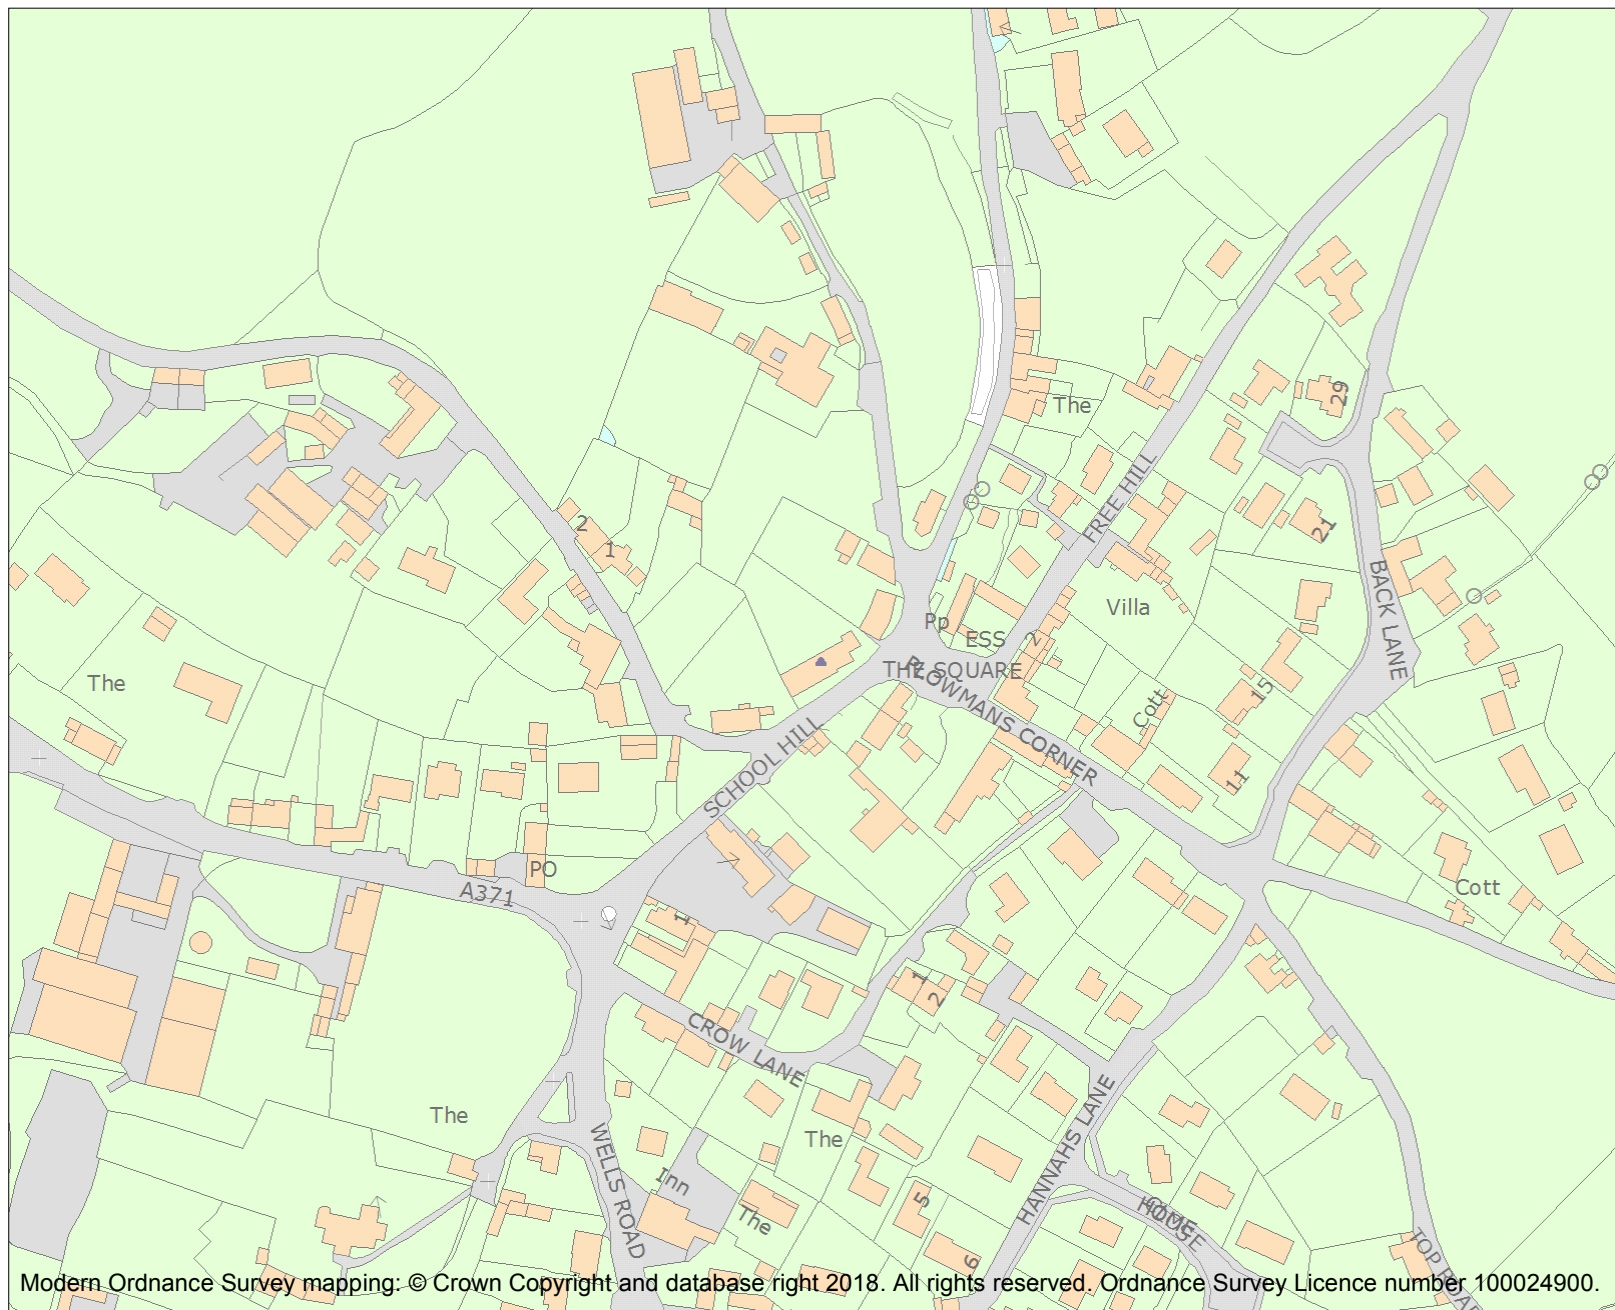 The
FREE HILL
29
21
2
1
BACK LANE
Villa
Pp
ESS
2
THE SQUARE
PLOWMANS CORNER
The
Cott
15
11
SCHOOL HILL
PO
A371
Cott
1
1
2
CROW LANE
The
The
WELLS ROAD
HANNAHS LANE
Inn
The
5
6
HOUSE
TOP ROAD
Modern Ordnance Survey mapping: © Crown Copyright and database right 2018. All rights reserved. Ordnance Survey Licence number 100024900.